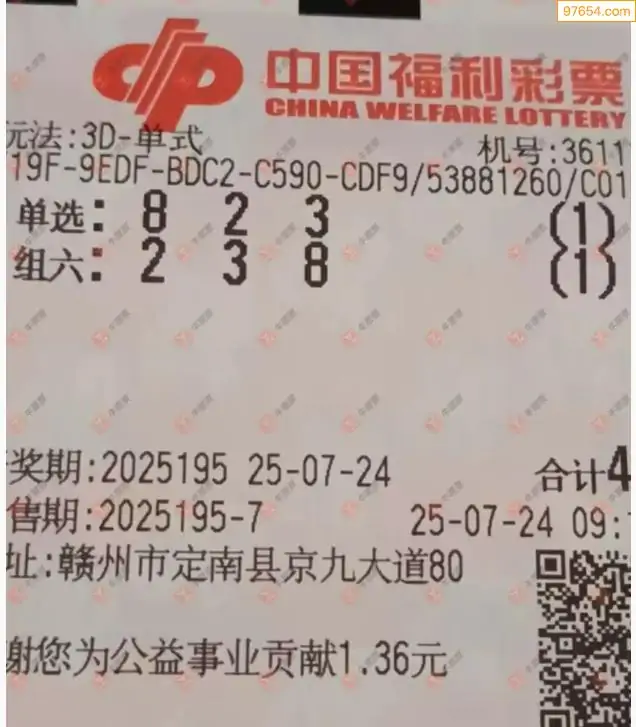 97654.com
中国福利彩票
CHINA WELFARE LOTTERY
玩法:3D-单式
机号:3611
19F-9EDF-BDC2-C590-CDF9/53881260/C01
单选: 8 2 3 (1)
组六: 2 3 8 (1)
奖期:2025195 25-07-24 合计4
售期:2025195-7 25-07-24 09:
址:赣州市定南县京九大道80
谢您为公益事业贡献1.36元